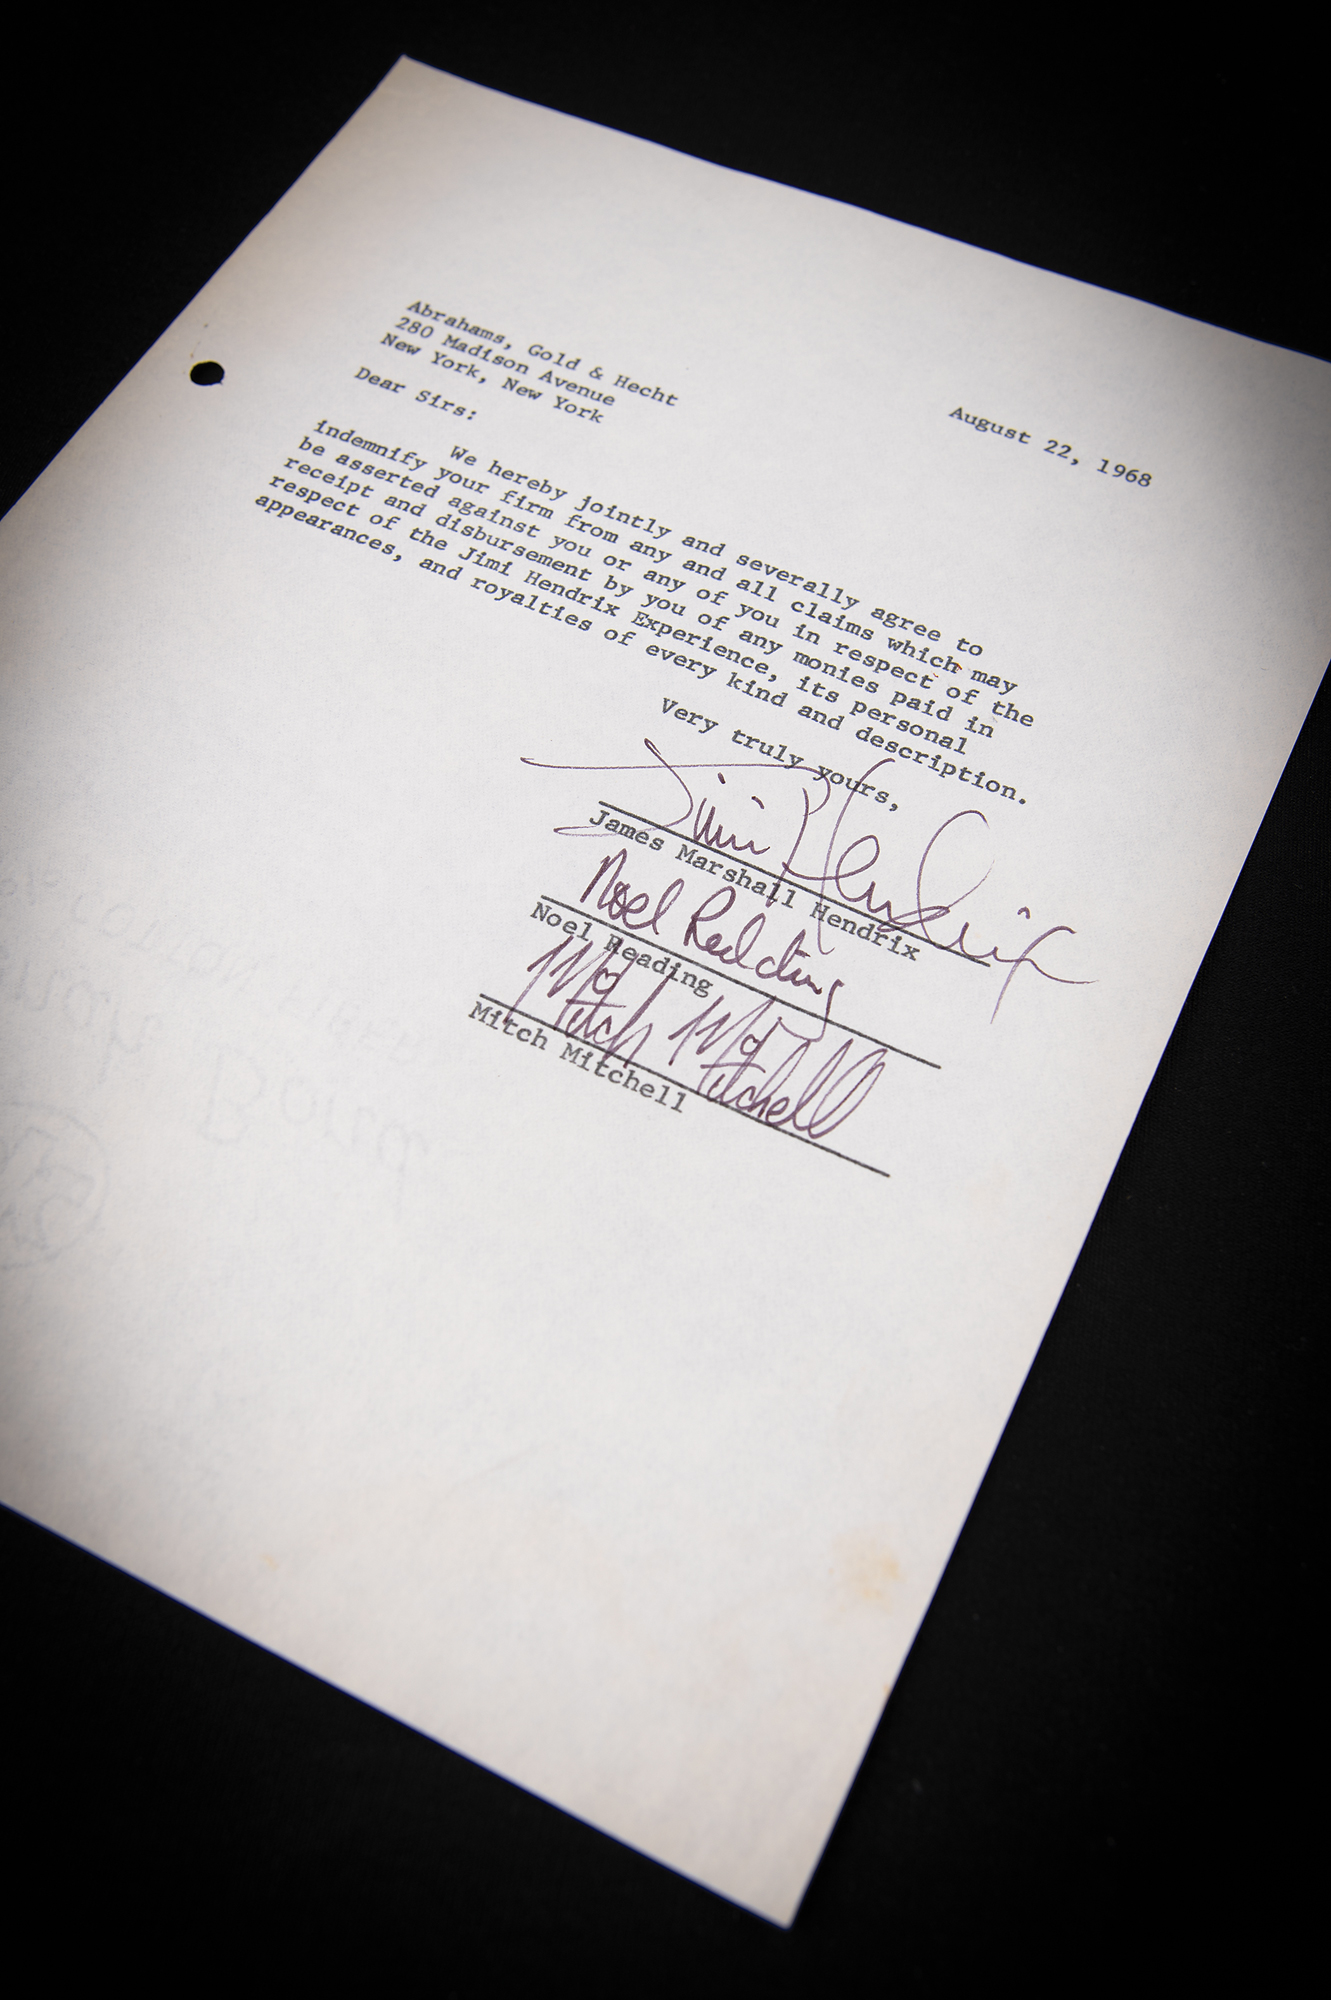 August 22, 1968
Abrahams, Gold & Hecht
280 Madison Avenue
New York, New York
Dear Sirs:
We hereby jointly and severally agree to
indemnify your firm from any and all claims which may
be asserted against you or any of you in respect of the
receipt and disbursement by you of any monies paid in
respect of the Jimi Hendrix Experience, its personal
appearances, and royalties of every kind and description.
Very truly yours,
Jimi Hendrix
James Marshall Hendrix
Noel Redding
Noel Reading
Mitch Mitchell
Mitch Mitchell